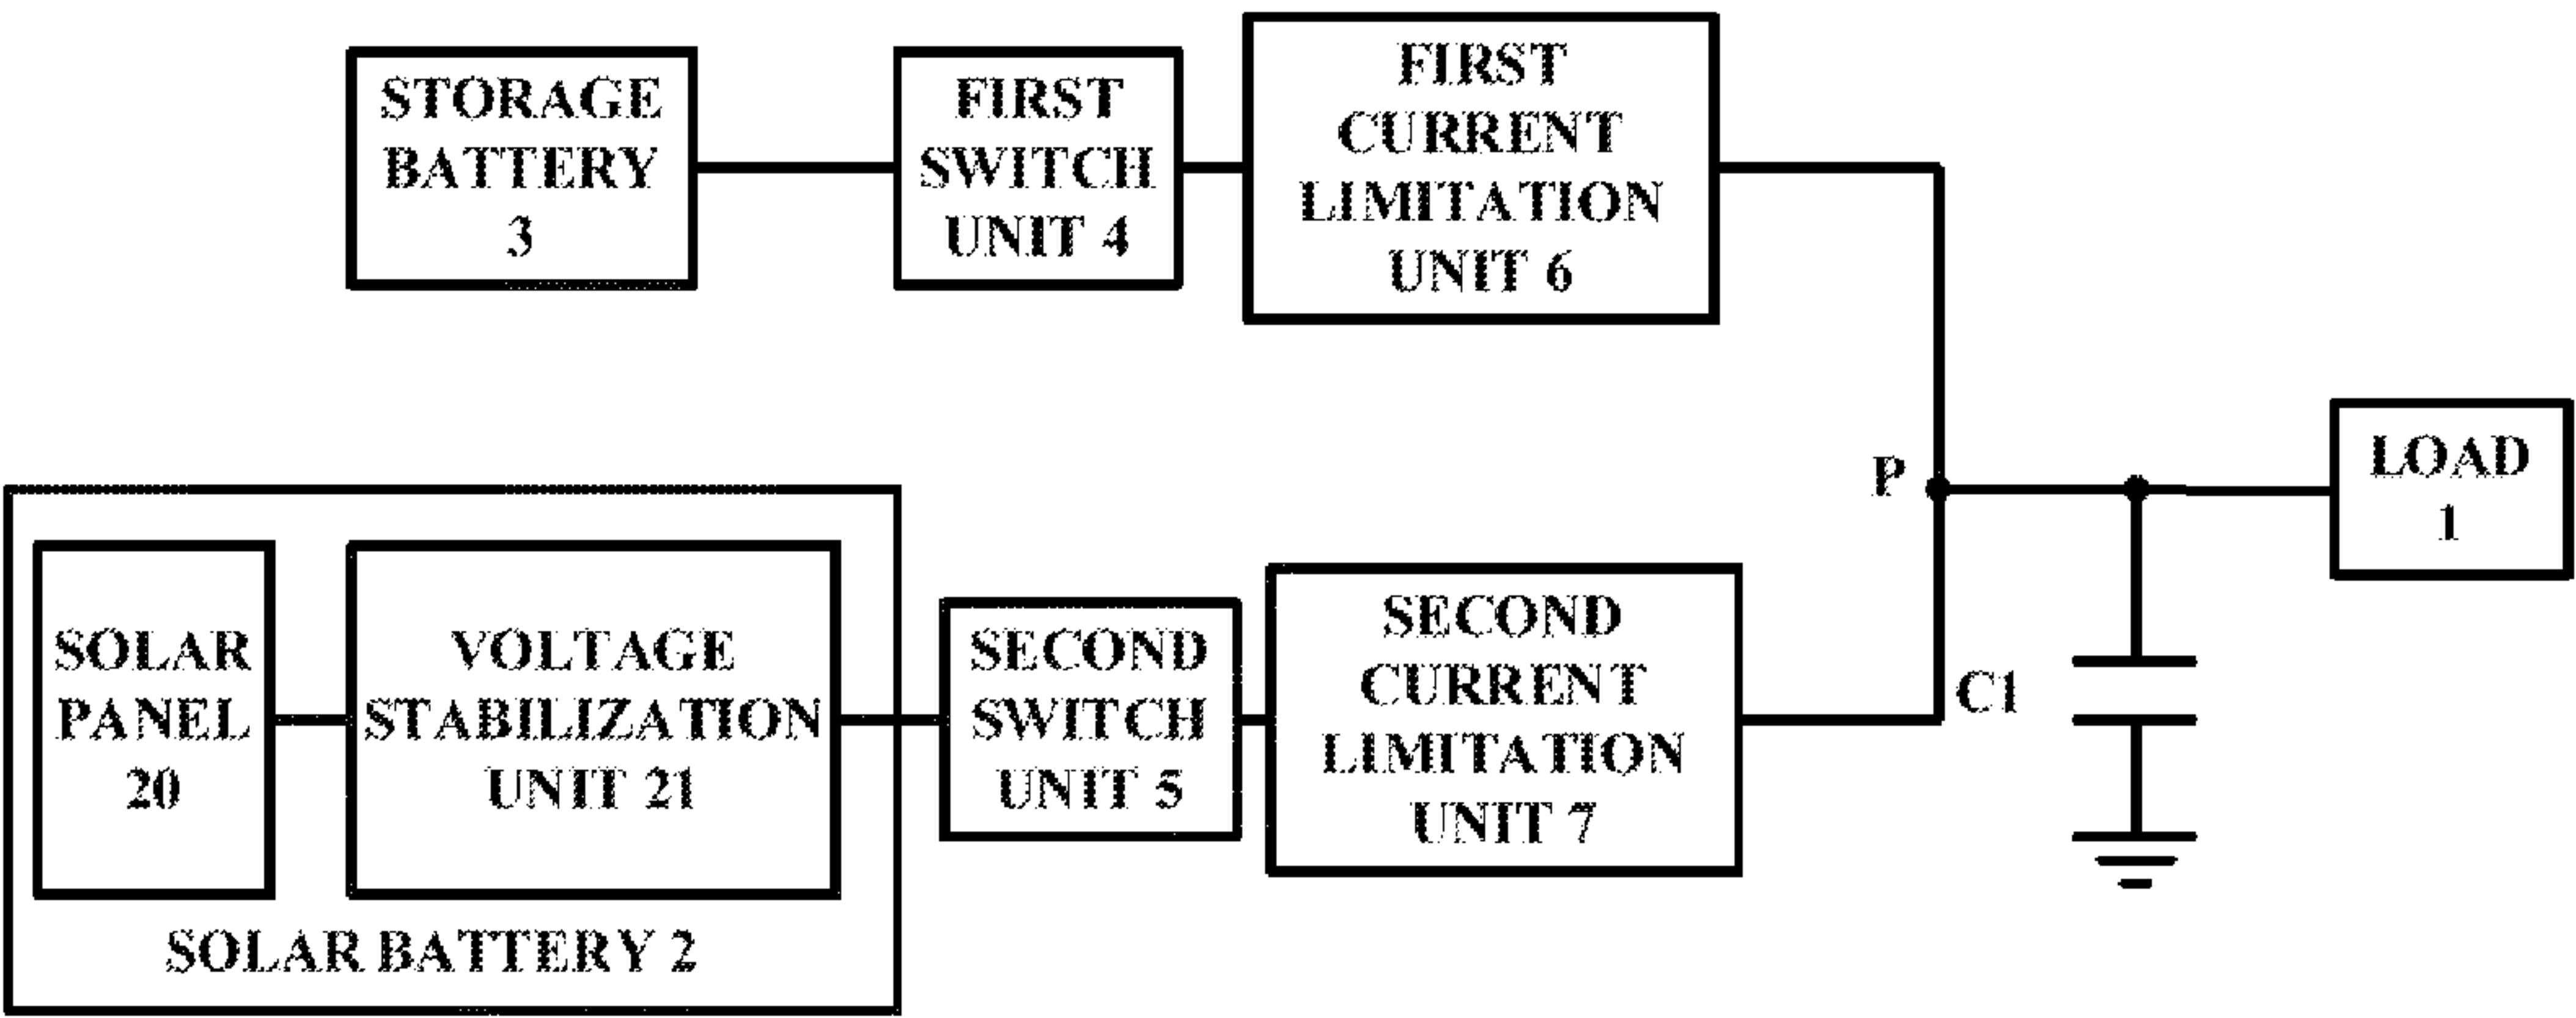 STORAGE
BATTERY
3
FIRST
SWITCH
UNIT 4
FIRST
CURRENT
LIMITATION
UNIT 6
P
LOAD
1
SOLAR
PANEL
20
VOLTAGE
STABILIZATION
UNIT 21
SOLAR BATTERY 2
SECOND
SWITCH
UNIT 5
SECOND
CURRENT
LIMITATION
UNIT 7
C1